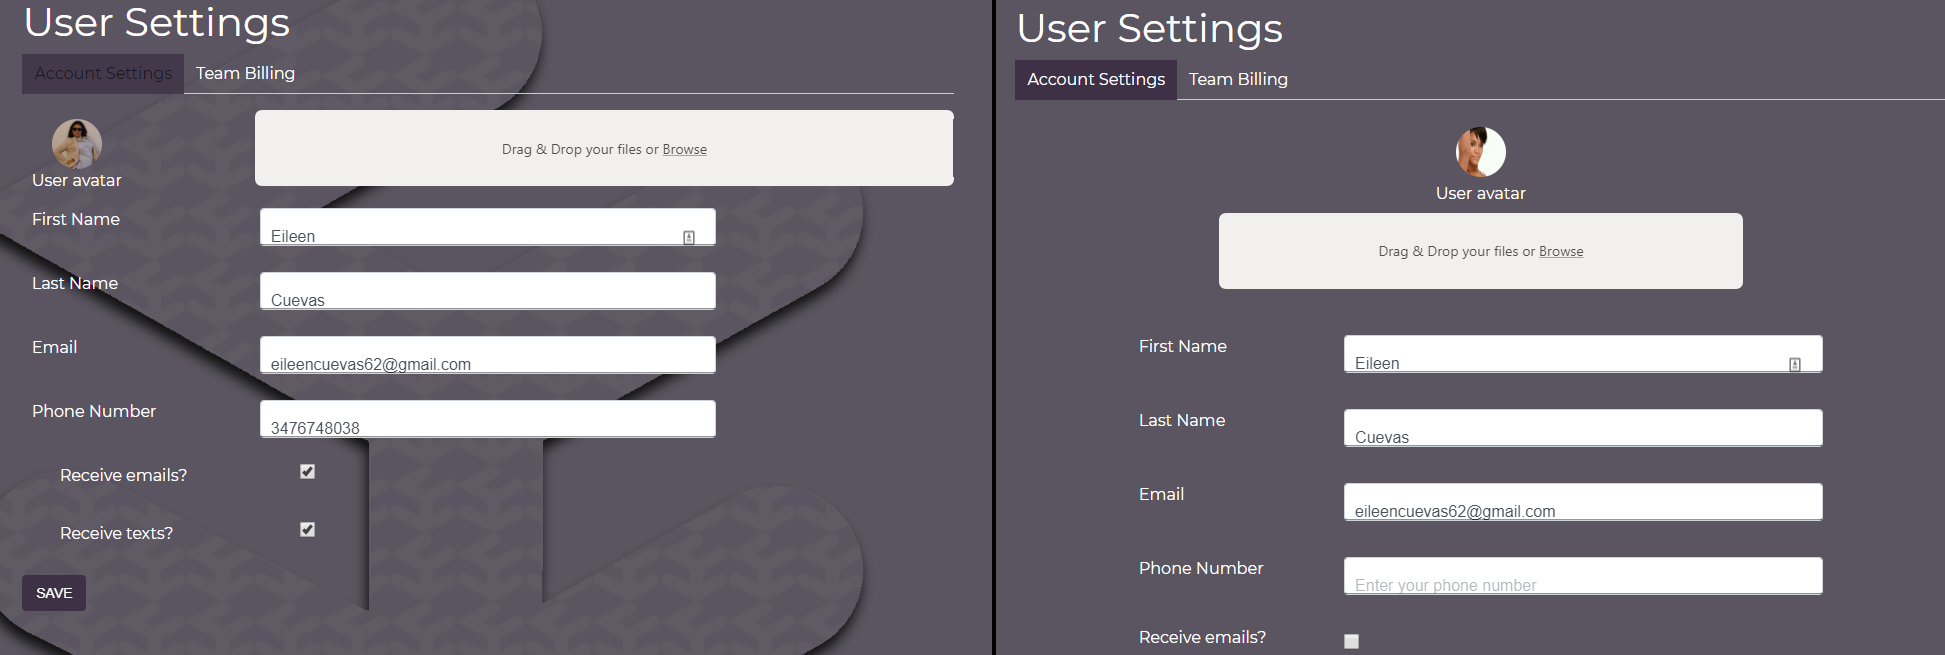 User Settings
Account Settings Team Billing
Drag & Drop your files or Browse
User avatar
First Name
Eileen
Last Name
Cuevas
Email
eileencuevas62@gmail.com
Phone Number
3476748038
Receive emails?
Receive texts?
SAVE
User Settings
Account Settings Team Billing
User avatar
Drag & Drop your files or Browse
First Name
Eileen
Last Name
Cuevas
Email
eileencuevas62@gmail.com
Phone Number
Enter your phone number
Receive emails?